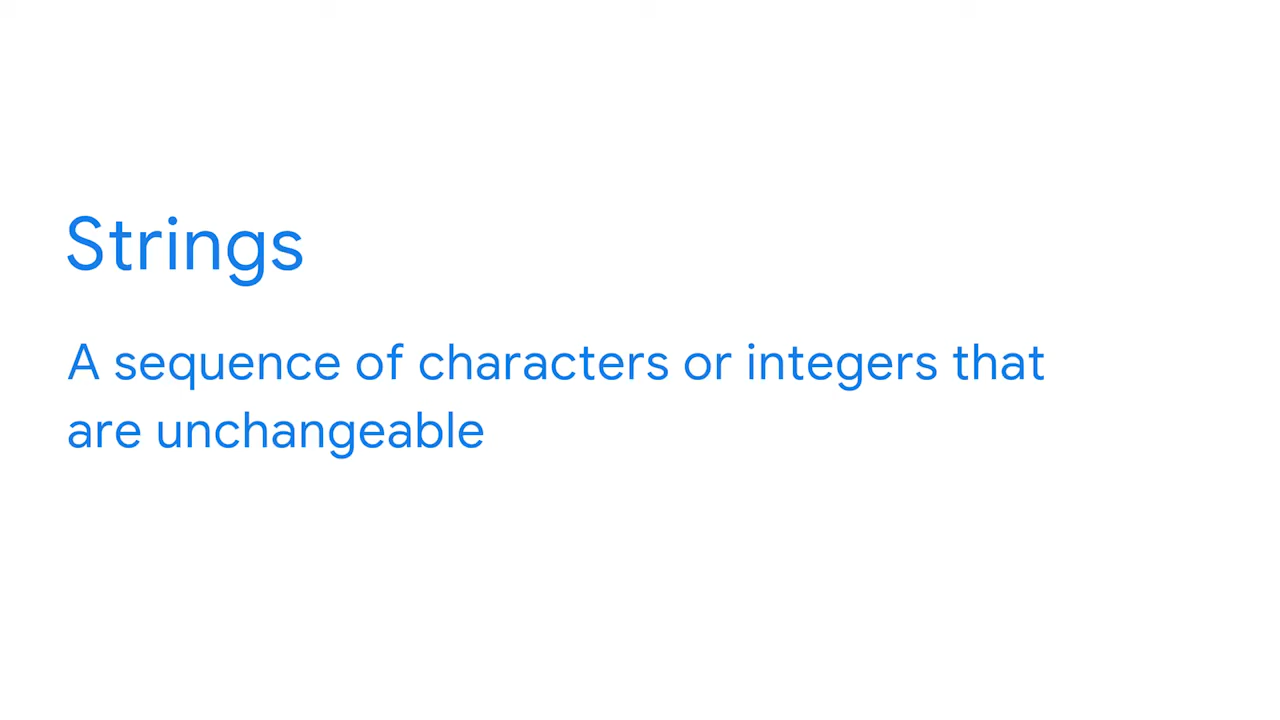 Strings
A sequence of characters or integers that
are unchangeable